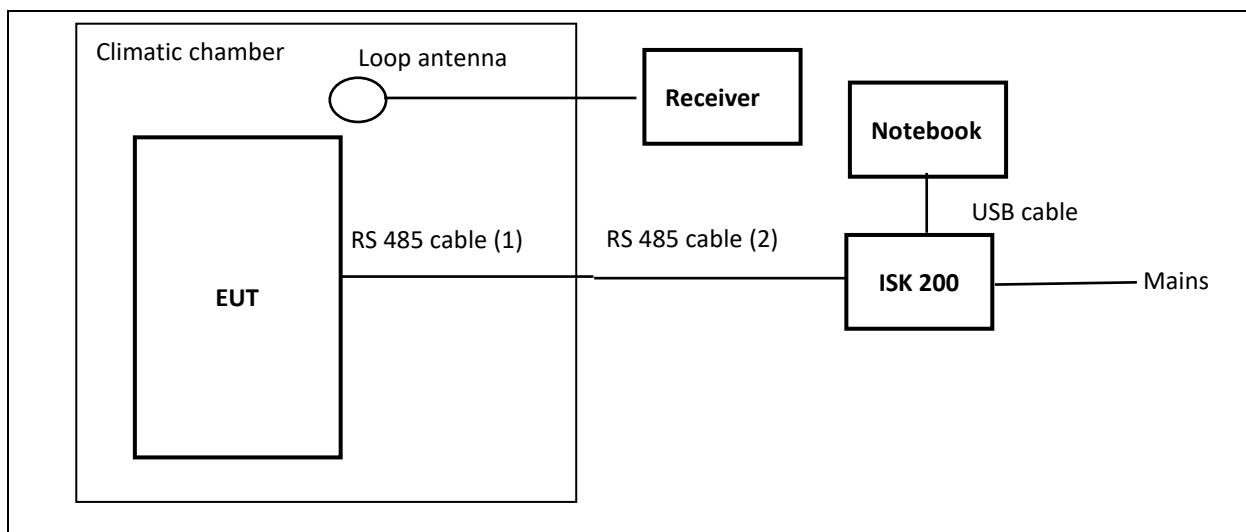 Climatic chamber
Loop antenna
Receiver
Notebook
USB cable
RS 485 cable (1)
RS 485 cable (2)
EUT
ISK 200
Mains